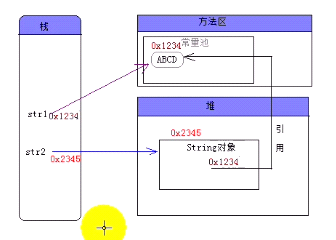 栈
方法区
常量池
0x1234
ABCD
str1 0x1234
堆
0x2345
String对象
引
用
str2
0x2345
0x1234